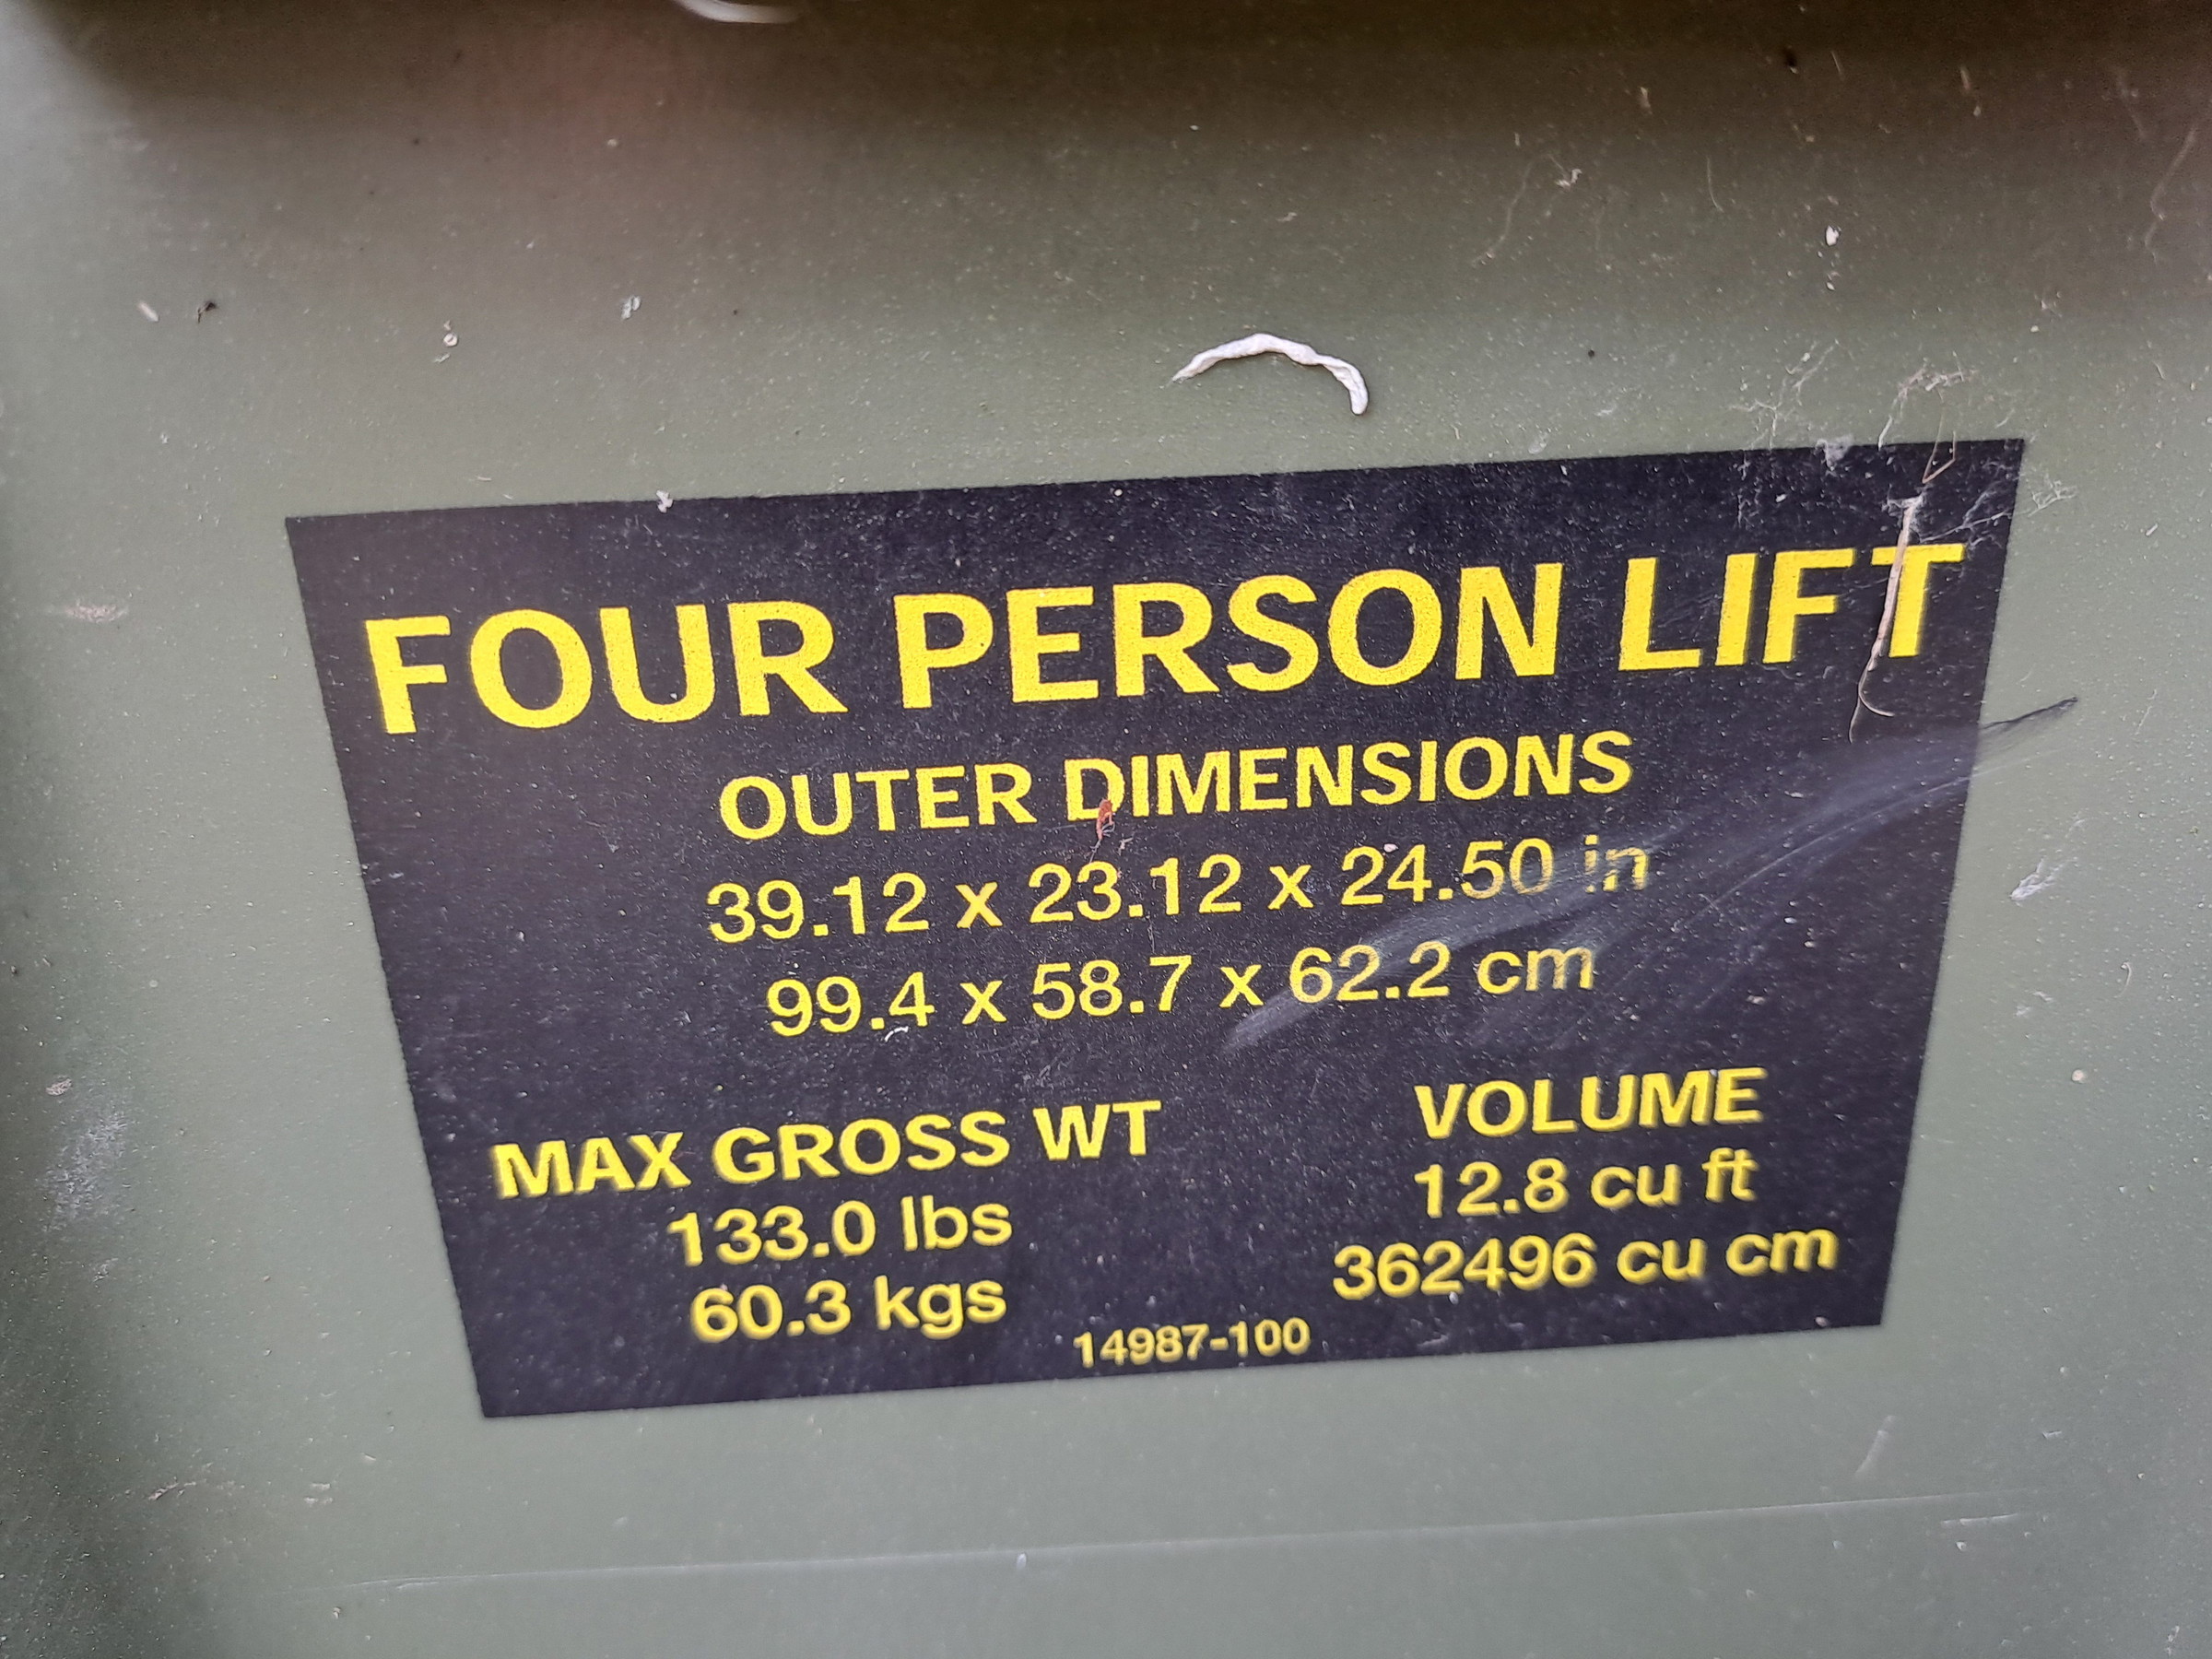 FOUR PERSON LIFT
OUTER DIMENSIONS
39.12 x 23.12 x 24.50 in
99.4 x 58.7 x 62.2 cm
MAX GROSS WT
133.0 lbs
60.3 kgs
VOLUME
12.8 cu ft
362496 cu cm
14987-100